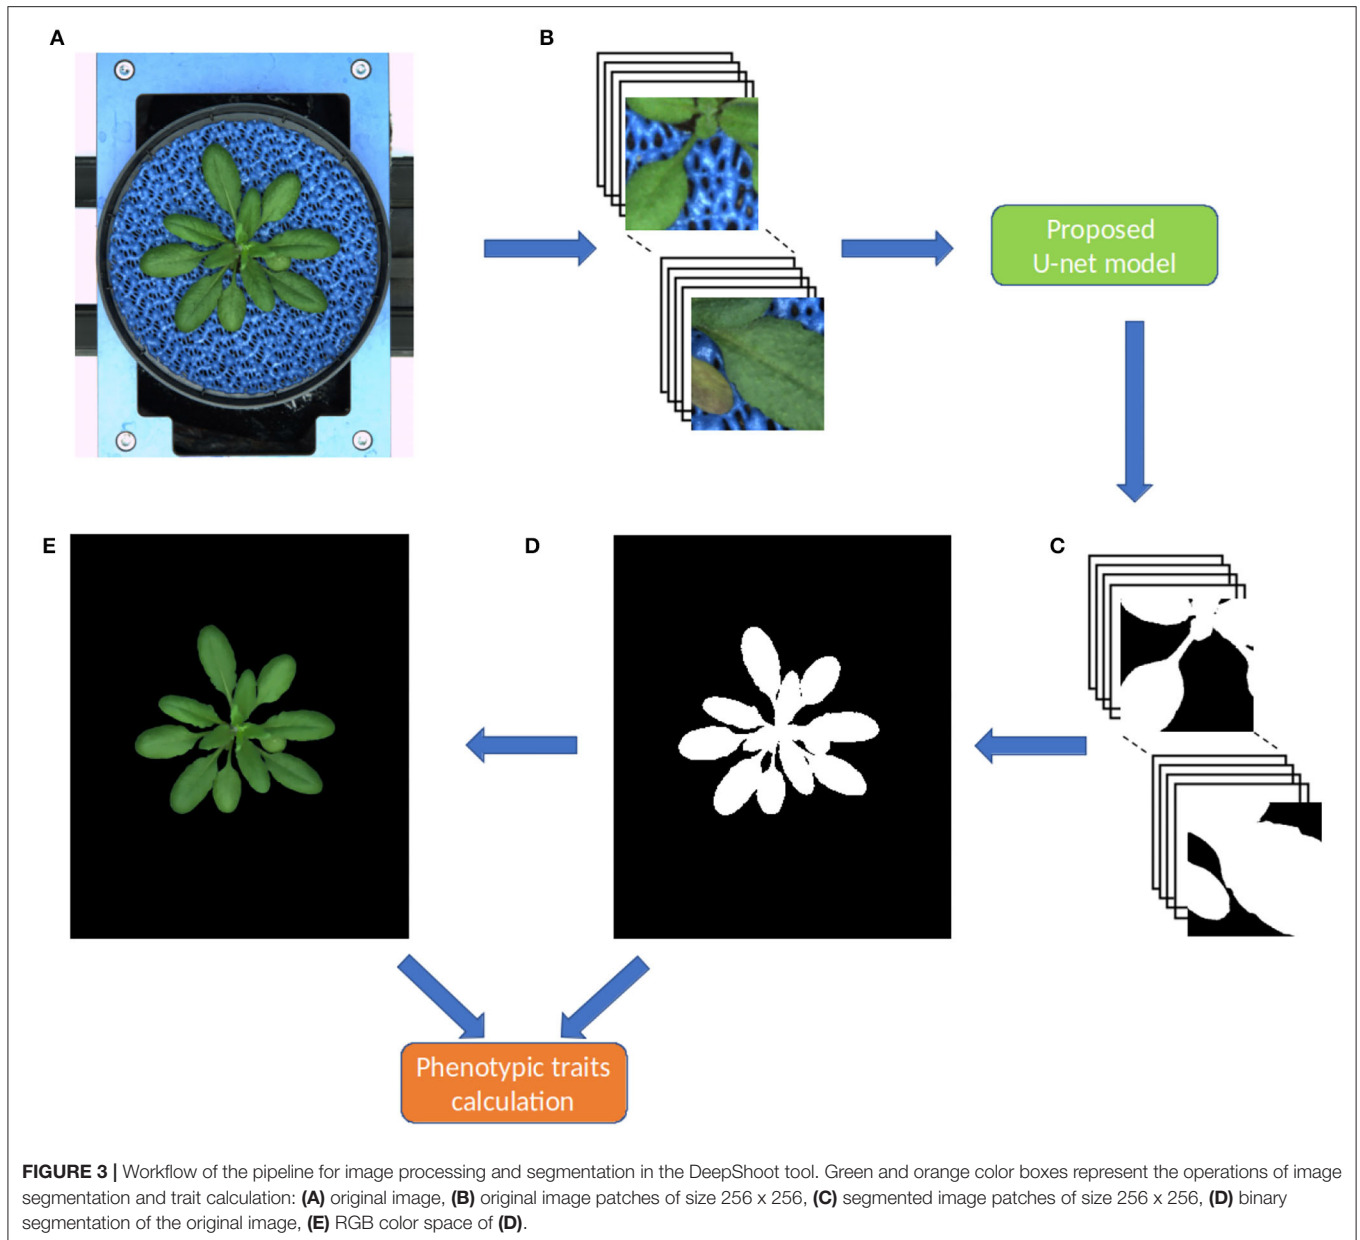 A
B
Proposed
U-net model
E
D
C
Phenotypic traits
calculation
FIGURE 3 | Workflow of the pipeline for image processing and segmentation in the DeepShoot tool. Green and orange color boxes represent the operations of image
segmentation and trait calculation: (A) original image, (B) original image patches of size 256 x 256, (C) segmented image patches of size 256 x 256, (D) binary
segmentation of the original image, (E) RGB color space of (D).